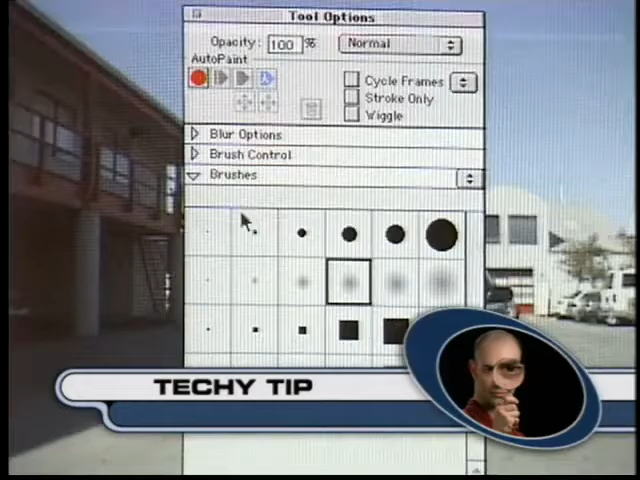 Tool Options
Opacity: 100 % Normal
AutoPaint
Cycle Frames
Stroke Only
Wiggle
Blur Options
Brush Control
Brushes
TECHY TIP